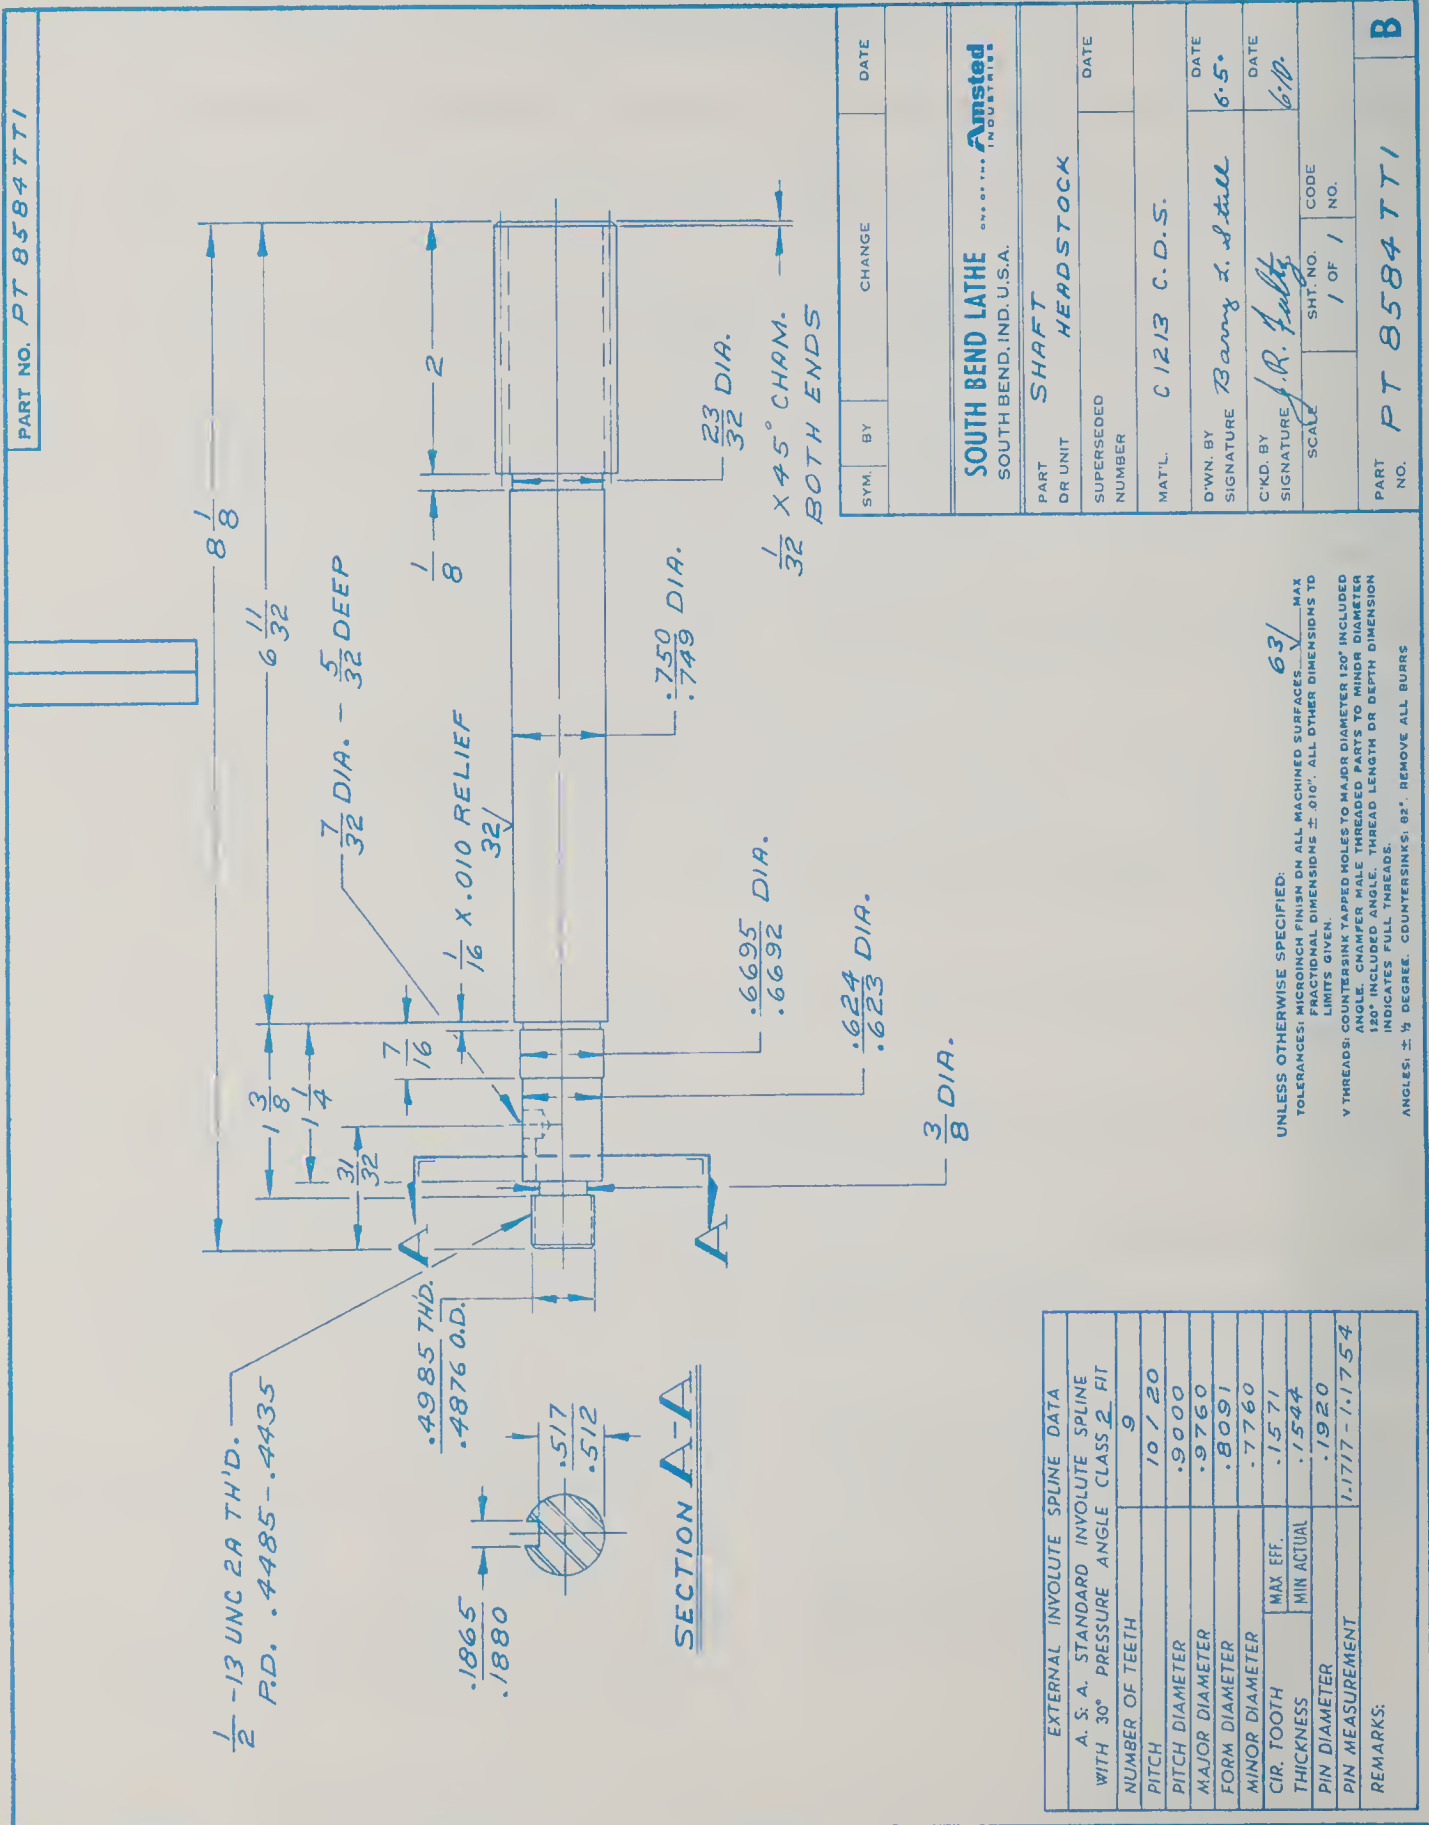 PART NO. PT 8584TT1
8 1/8
6 11/32
1 3/8
1 1/4
31/32
7/32 DIA. - 5/32 DEEP
1/2 -13 UNC 2A TH'D.
P.D. .4485-.4435
7/16
1/16 X .010 RELIEF
32
1/8
2
A
A
.4985 TH'D.
.4876 O.D.
.1865
.1880
.517
.512
SECTION A-A
.6695
.6692 DIA.
.624
.623 DIA.
3/8 DIA.
.750
.749 DIA.
23/32 DIA.
1/32 X 45° CHAM.
BOTH ENDS
EXTERNAL INVOLUTE SPLINE DATA
A. S. A. STANDARD INVOLUTE SPLINE
WITH 30° PRESSURE ANGLE CLASS 2 FIT
NUMBER OF TEETH 9
PITCH 10/20
PITCH DIAMETER .9000
MAJOR DIAMETER .9760
FORM DIAMETER .8091
MINOR DIAMETER .7760
CIR. TOOTH THICKNESS MAX EFF. .1571
MIN ACTUAL .1544
PIN DIAMETER .1920
PIN MEASUREMENT 1.1717-1.1754
REMARKS:
UNLESS OTHERWISE SPECIFIED:
TOLERANCES: MICROINCH FINISH ON ALL MACHINED SURFACES 63 MAX
FRACTIONAL DIMENSIONS ± .010". ALL OTHER DIMENSIONS TO
LIMITS GIVEN.
V THREADS: COUNTERSINK TAPPED HOLES TO MAJOR DIAMETER 120° INCLUDED
ANGLE. CHAMFER MALE THREADED PARTS TO MINOR DIAMETER
120° INCLUDED ANGLE. THREAD LENGTH OR DEPTH DIMENSION
INDICATES FULL THREADS.
ANGLES: ± ½ DEGREE. COUNTERSINKS: 82°. REMOVE ALL BURRS
SYM. BY CHANGE DATE
SOUTH BEND LATHE ONE OF THE Amsted INDUSTRIES
SOUTH BEND, IND. U.S.A.
PART OR UNIT SHAFT
HEADSTOCK
SUPERSEDED NUMBER DATE
MAT'L. C1213 C.D.S.
D'WN. BY SIGNATURE Barry L. Stull DATE 6·5·
C'KD. BY SIGNATURE J.R. Fultz DATE 6·10·
SCALE SHT. NO. 1 OF 1 CODE NO.
PART NO. PT 8584TT1 B